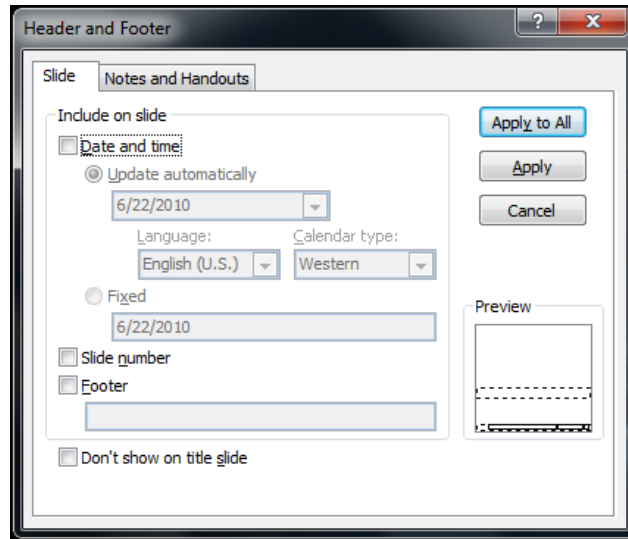 Header and Footer
Slide
Notes and Handouts
Include on slide
Date and time
Update automatically
6/22/2010
Language:
Calendar type:
English (U.S.)
Western
Fixed
6/22/2010
Slide number
Footer
Don't show on title slide
Apply to All
Apply
Cancel
Preview